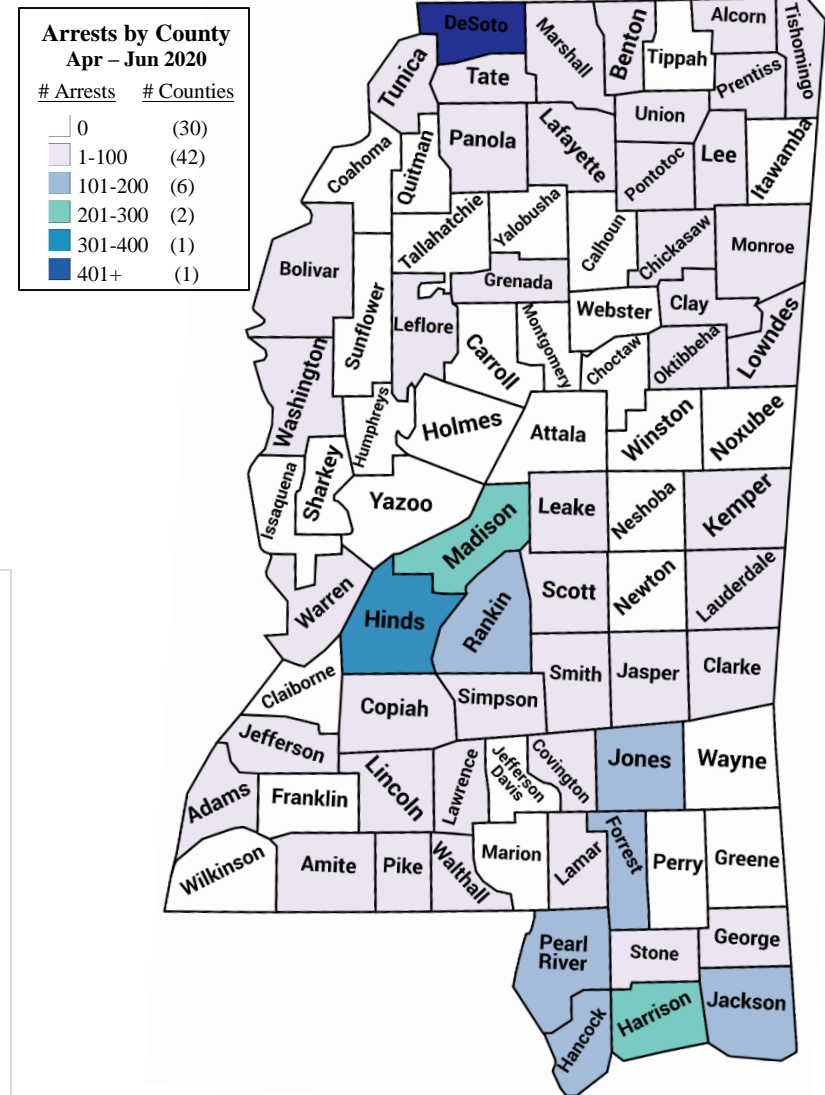 Arrests by County
Apr – Jun 2020
# Arrests # Counties
0 (30)
1-100 (42)
101-200 (6)
201-300 (2)
301-400 (1)
401+ (1)
DeSoto
Marshall
Benton
Tippah
Alcorn
Tishomingo
Prentiss
Tunica
Tate
Union
Panola
Lafayette
Pontotoc
Lee
Itawamba
Coahoma
Quitman
Tallahatchie
Yalobusha
Calhoun
Chickasaw
Monroe
Bolivar
Sunflower
Leflore
Grenada
Webster
Clay
Carroll
Montgomery
Choctaw
Oktibbeha
Lowndes
Washington
Humphreys
Holmes
Attala
Winston
Noxubee
Issaquena
Sharkey
Yazoo
Madison
Leake
Neshoba
Kemper
Warren
Hinds
Rankin
Scott
Newton
Lauderdale
Claiborne
Copiah
Simpson
Smith
Jasper
Clarke
Jefferson
Lincoln
Lawrence
Jefferson
Davis
Covington
Jones
Wayne
Adams
Franklin
Wilkinson
Amite
Pike
Walthall
Marion
Lamar
Forrest
Perry
Greene
Pearl
River
Stone
George
Hancock
Harrison
Jackson